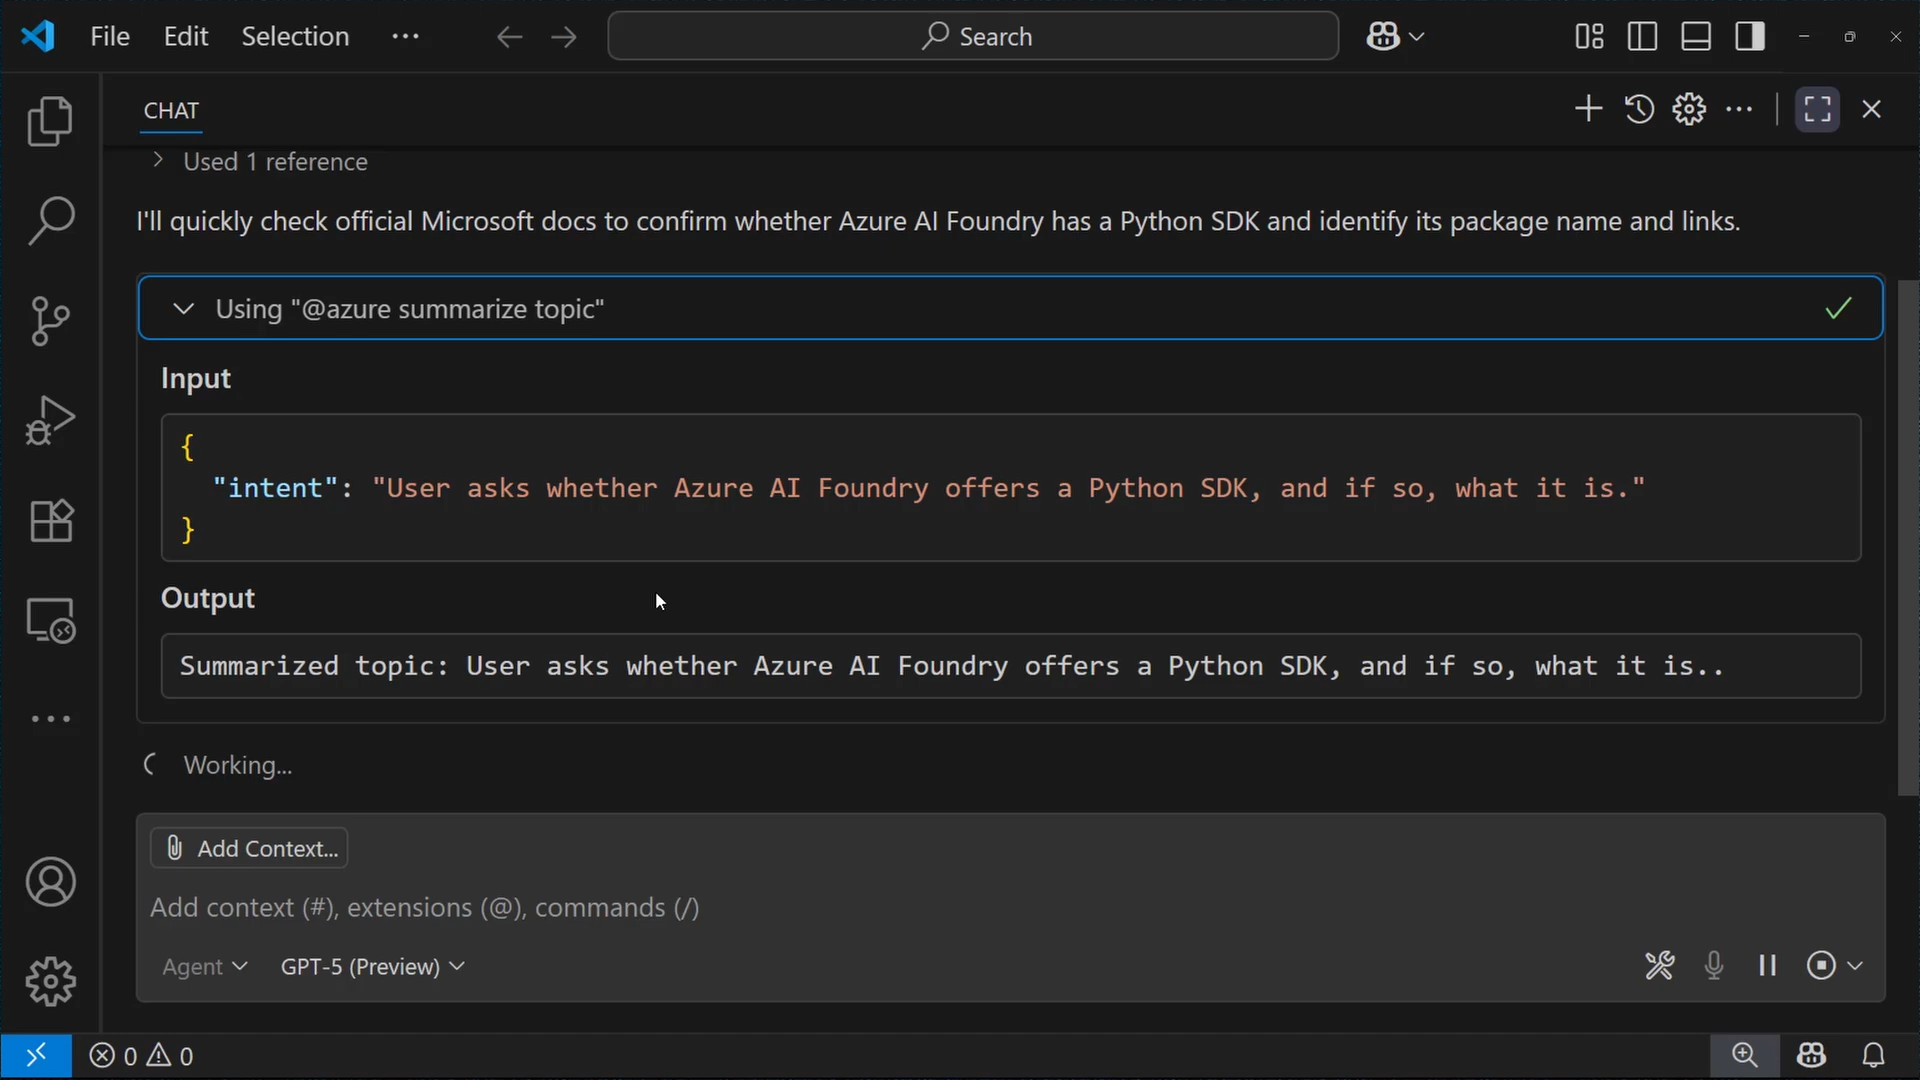 File Edit Selection ··· Search
CHAT
Used 1 reference
I'll quickly check official Microsoft docs to confirm whether Azure AI Foundry has a Python SDK and identify its package name and links.
Using "@azure summarize topic"
Input
{
"intent": "User asks whether Azure AI Foundry offers a Python SDK, and if so, what it is."
}
Output
Summarized topic: User asks whether Azure AI Foundry offers a Python SDK, and if so, what it is..
Working...
Add Context...
Add context (#), extensions (@), commands (/)
Agent GPT-5 (Preview)
0 0